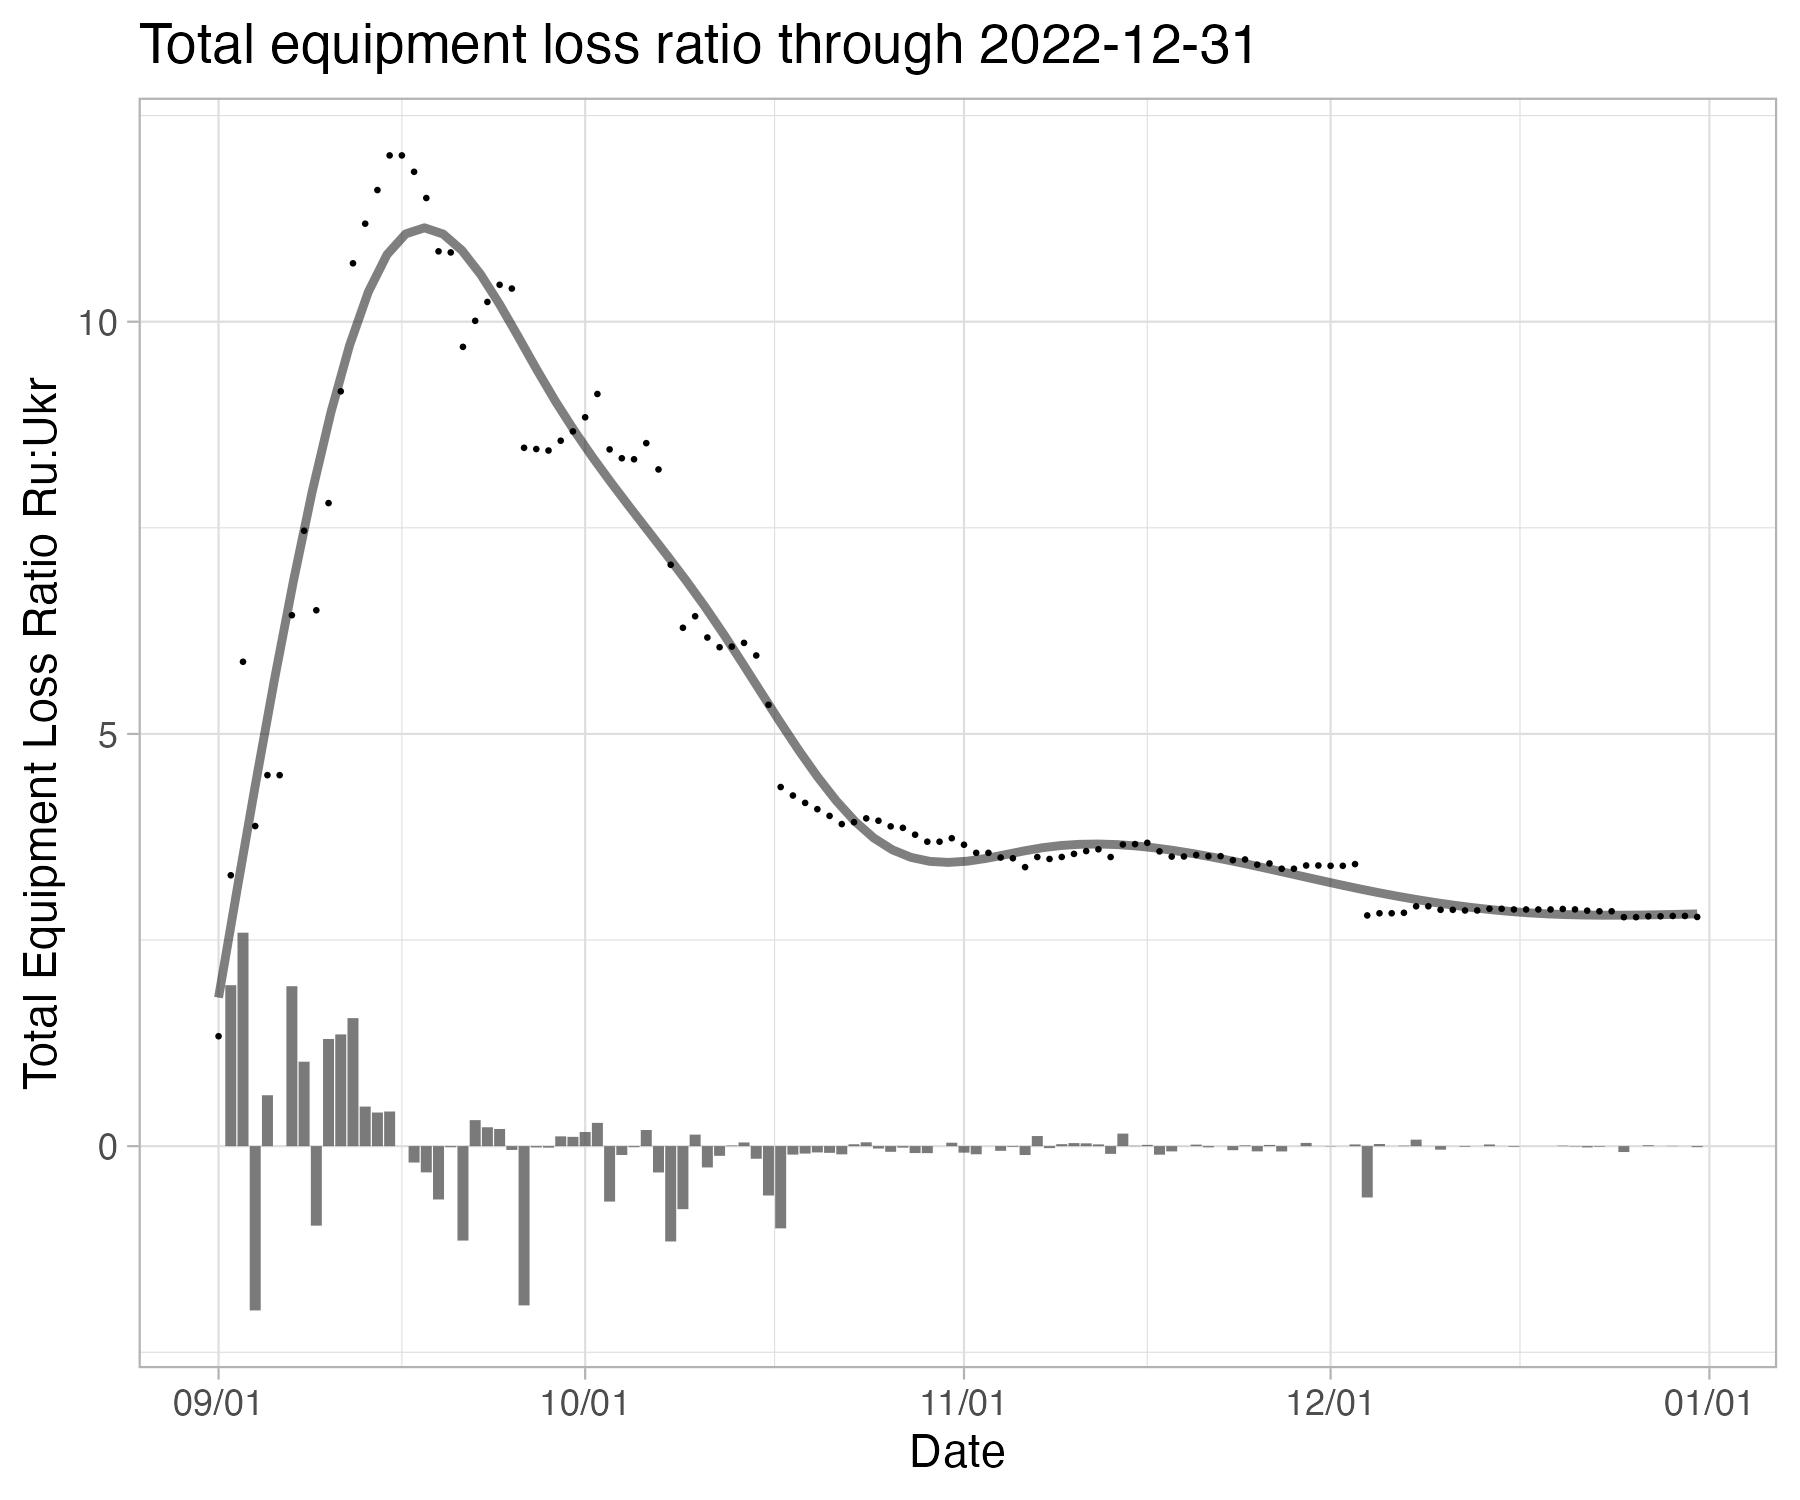 Total equipment loss ratio through 2022-12-31
Total Equipment Loss Ratio Ru:Ukr
10
5
0
09/01
10/01
11/01
12/01
01/01
Date